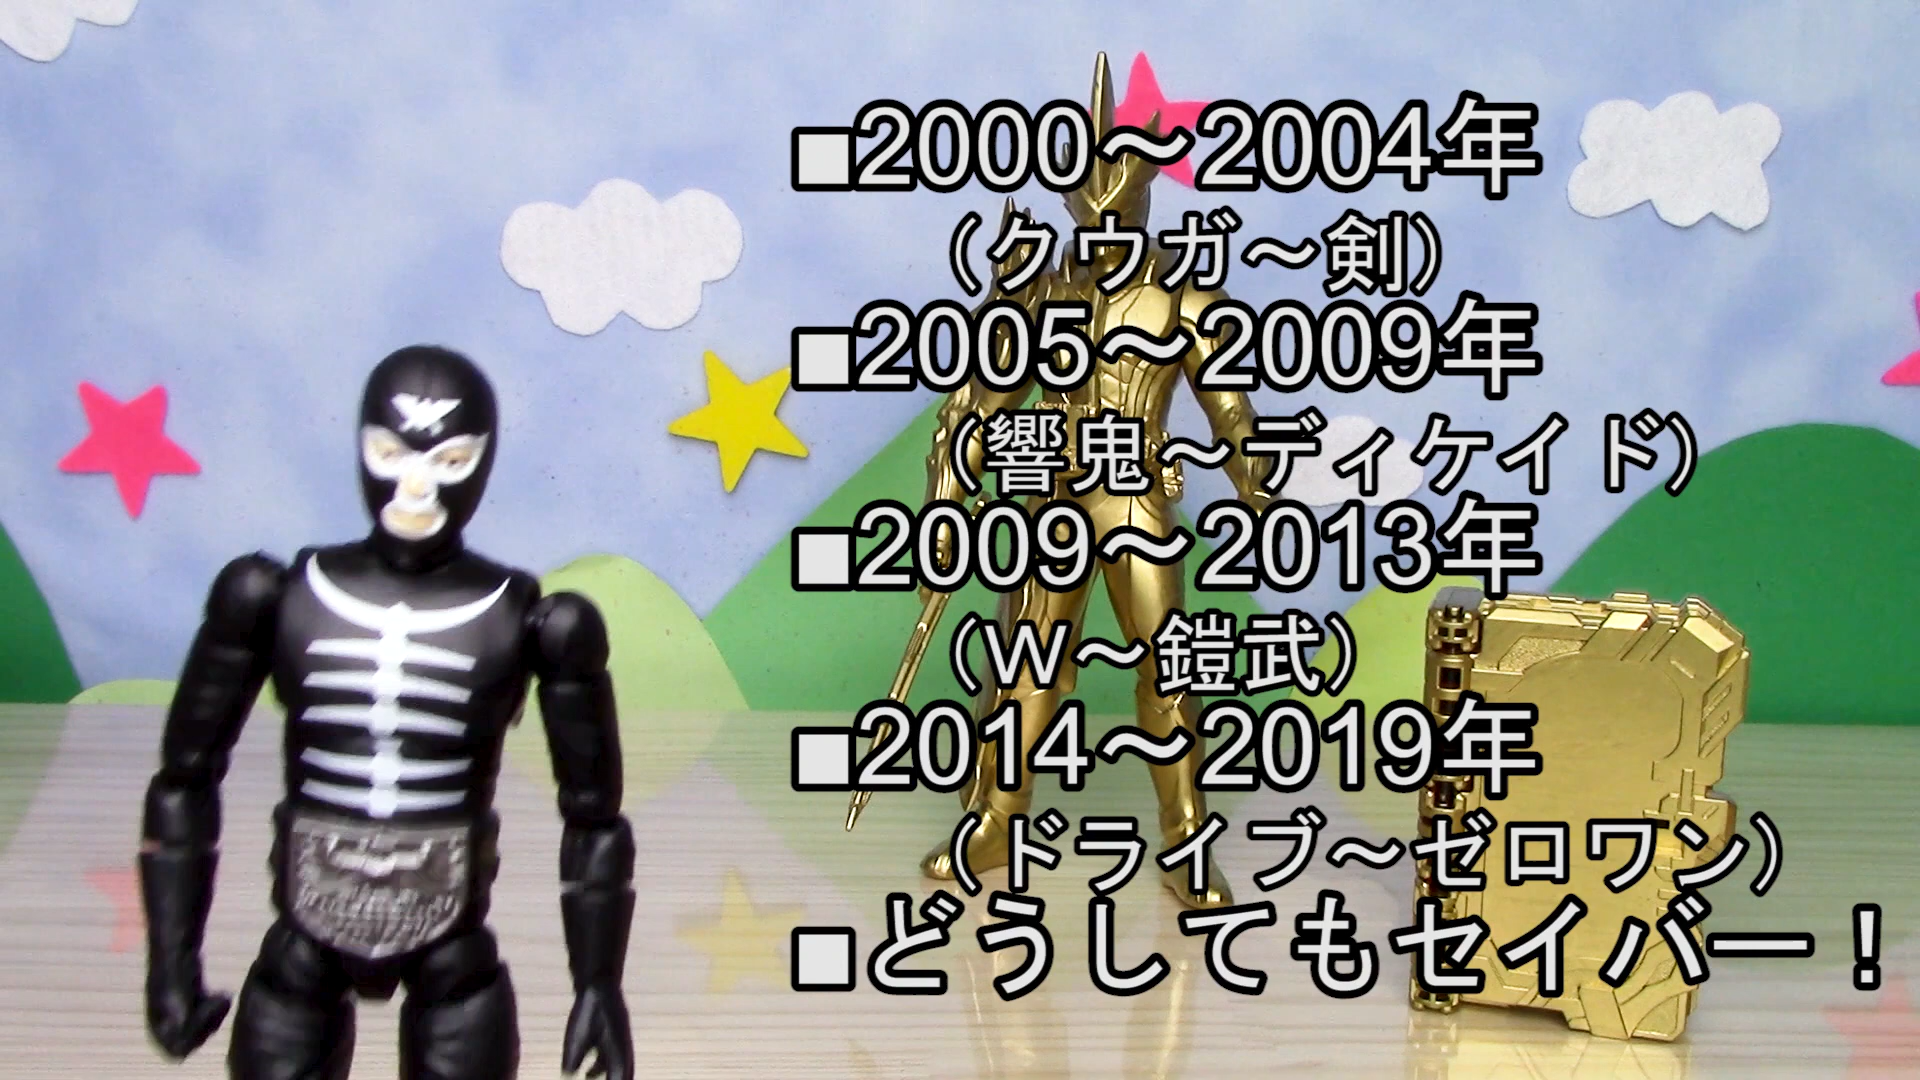 ■2000～2004年
（クウガ～剣）
■2005～2009年
（響鬼～ディケイド）
■2009～2013年
（W～鎧武）
■2014～2019年
（ドライブ～ゼロワン）
■どうしてもセイバー！